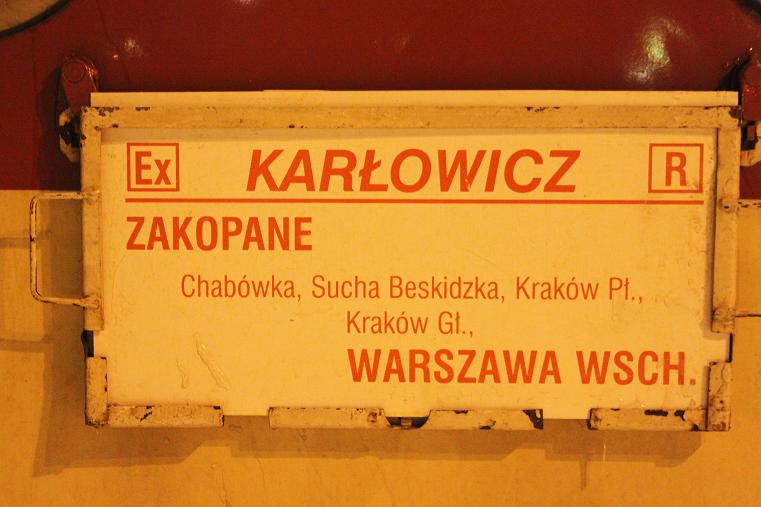 Ex KARŁOWICZ R
ZAKOPANE
Chabówka, Sucha Beskidzka, Kraków Pł.,
Kraków Gł.,
WARSZAWA WSCH.